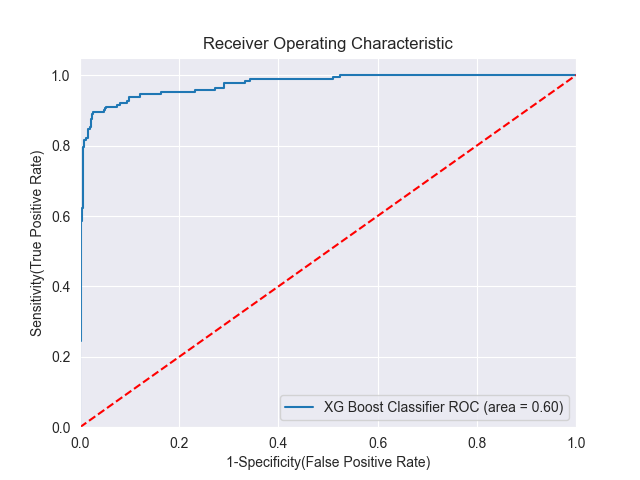 Receiver Operating Characteristic
1.0
0.8
0.6
0.4
0.2
0.0
Sensitivity(True Positive Rate)
XG Boost Classifier ROC (area = 0.60)
0.0 0.2 0.4 0.6 0.8 1.0
1-Specificity(False Positive Rate)